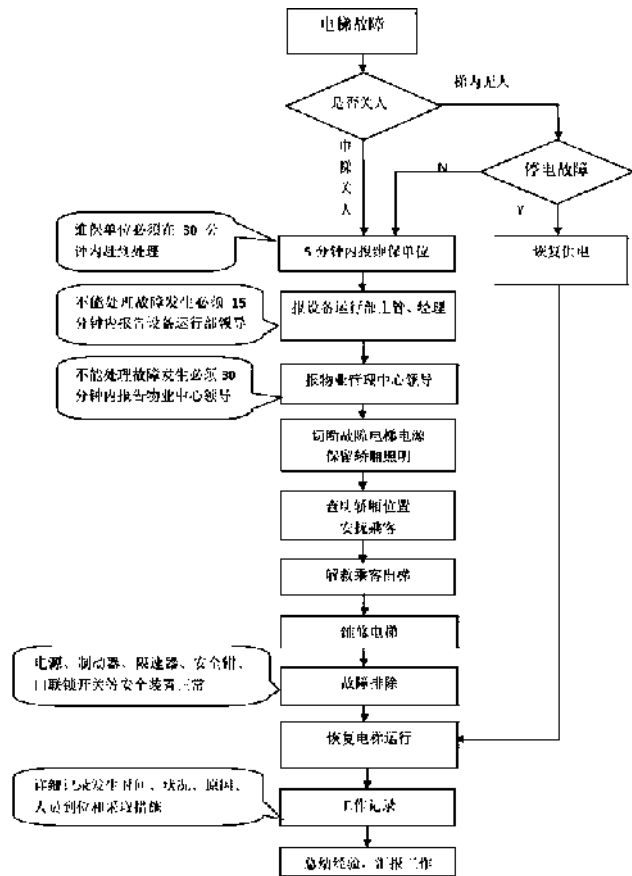 电梯故障
梯内无人
是否关人
电梯关人
N
停电故障
Y
维保单位必须在 30 分
钟内赶到处理
5 分钟内报维保单位
恢复供电
不能处理故障发生必须 15
分钟内报告设备运行部领导
报设备运行部主管、经理
不能处理故障发生必须 30
分钟内报告物业中心领导
报物业管理中心领导
切断故障电梯电源
保留轿厢照明
查明轿厢位置
安抚乘客
解救乘客出梯
维修电梯
电源、制动器、限速器、安全钳、
门联锁开关等安全装置正常
故障排除
恢复电梯运行
详细记录发生时间、状况、原因、
人员到位和采取措施
工作记录
总结经验，汇报工作